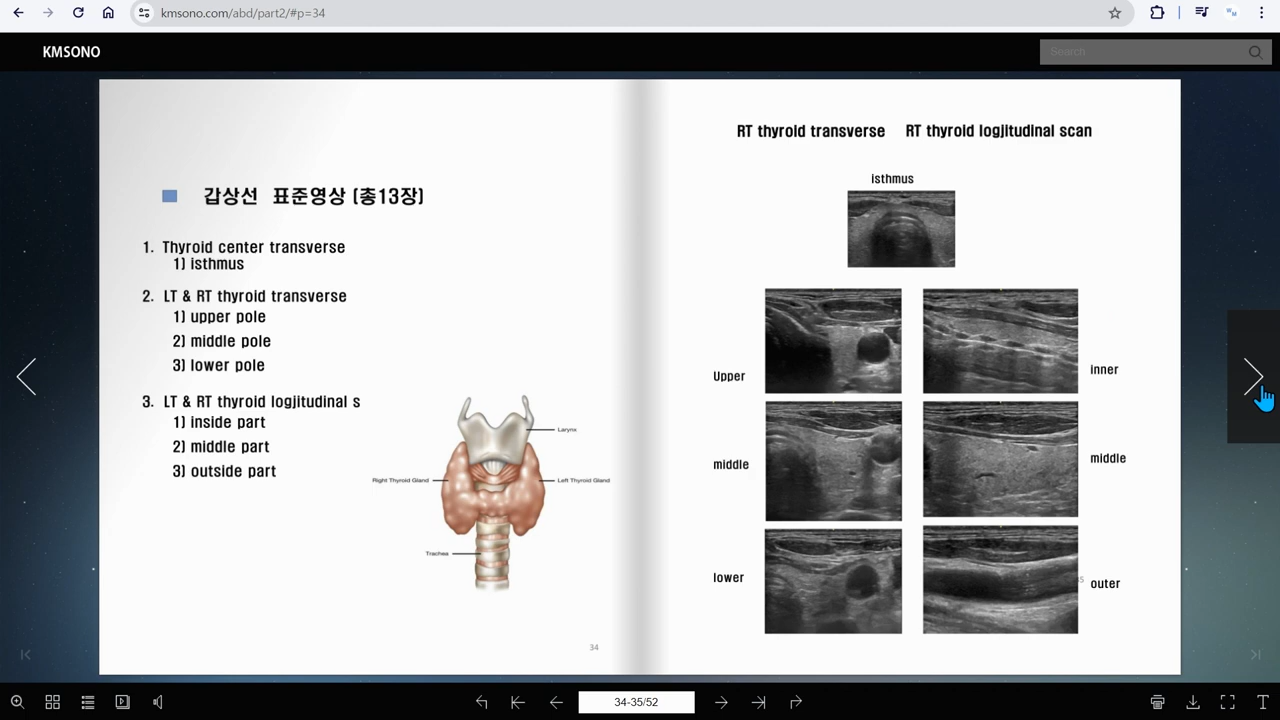 kmsono.com/abd/part2/#p=34
KMSONO
Search
갑상선 표준영상 (총13장)
1. Thyroid center transverse
1) isthmus
2. LT & RT thyroid transverse
1) upper pole
2) middle pole
3) lower pole
3. LT & RT thyroid logjitudinal s
1) inside part
2) middle part
3) outside part
Larynx
Right Thyroid Gland
Left Thyroid Gland
Trachea
34
RT thyroid transverse RT thyroid logjitudinal scan
isthmus
Upper
inner
middle
middle
lower
outer
34-35/52